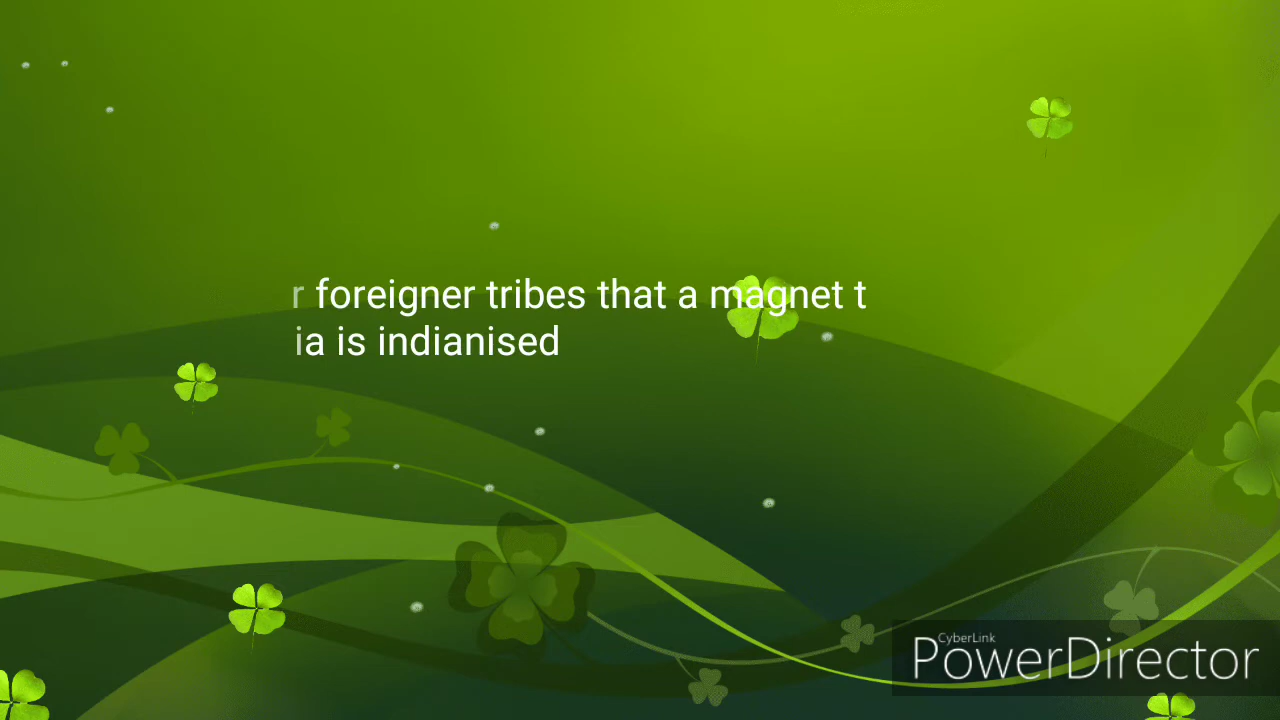 r foreigner tribes that a magnet t
ia is indianised
CyberLink
PowerDirector